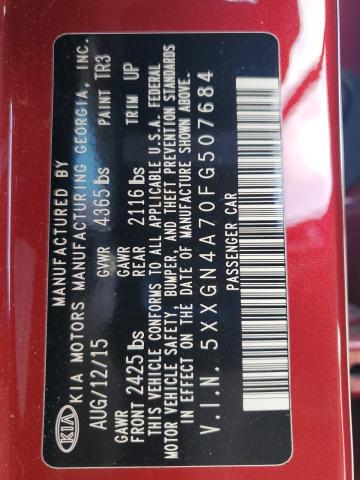 KIA
MANUFACTURED BY
KIA MOTORS MANUFACTURING GEORGIA, INC.
AUG/12/15 GVWR 4365 lbs PAINT TR3
GAWR GAWR TRIM UP
FRONT 2425 lbs REAR 2116 lbs
THIS VEHICLE CONFORMS TO ALL APPLICABLE U.S.A. FEDERAL
MOTOR VEHICLE SAFETY, BUMPER, AND THEFT PREVENTION STANDARDS
IN EFFECT ON THE DATE OF MANUFACTURE SHOWN ABOVE.
V.I.N. 5XXGN4A70FG507684
PASSENGER CAR